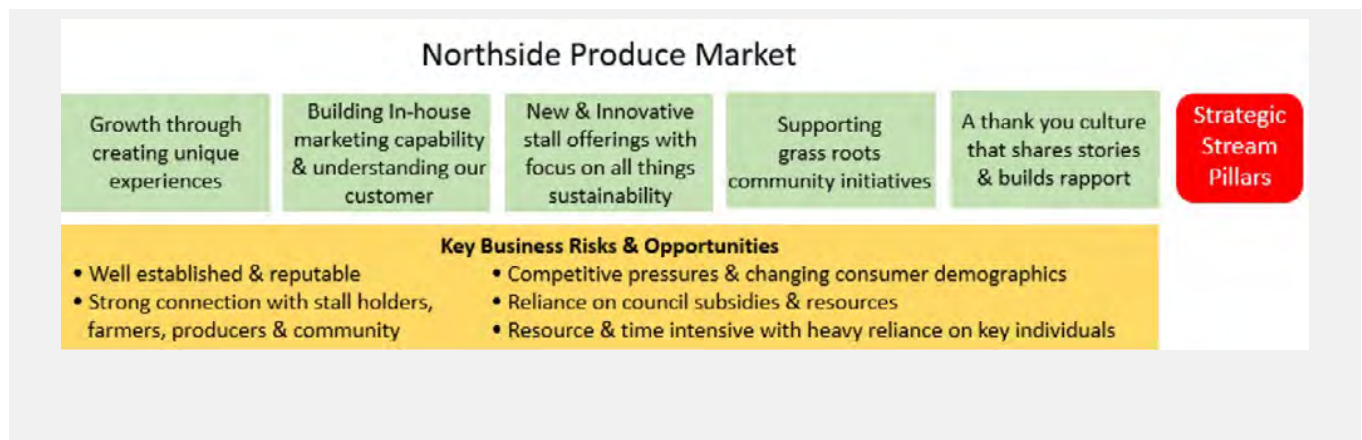 Northside Produce Market
Growth through
creating unique
experiences
Building In-house
marketing capability
& understanding our
customer
New & Innovative
stall offerings with
focus on all things
sustainability
Supporting
grass roots
community initiatives
A thank you culture
that shares stories
& builds rapport
Strategic
Stream
Pillars
Key Business Risks & Opportunities
• Well established & reputable
• Strong connection with stall holders,
farmers, producers & community
• Competitive pressures & changing consumer demographics
• Reliance on council subsidies & resources
• Resource & time intensive with heavy reliance on key individuals